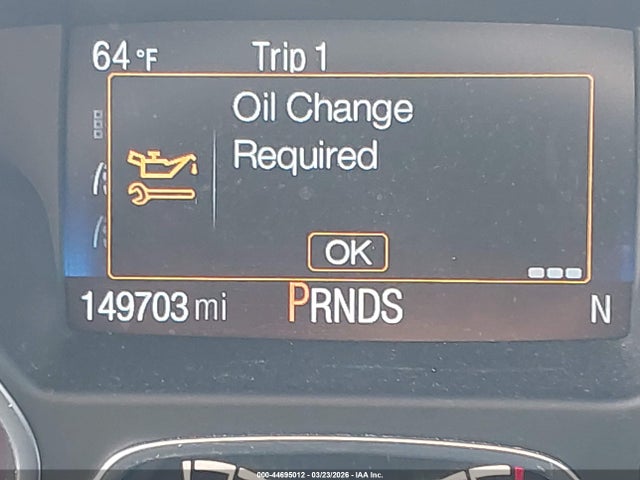 64°F Trip 1
Oil Change
Required
OK
149703 mi PRNDS N
000-44695012 - 03/23/2026 - IAA Inc.